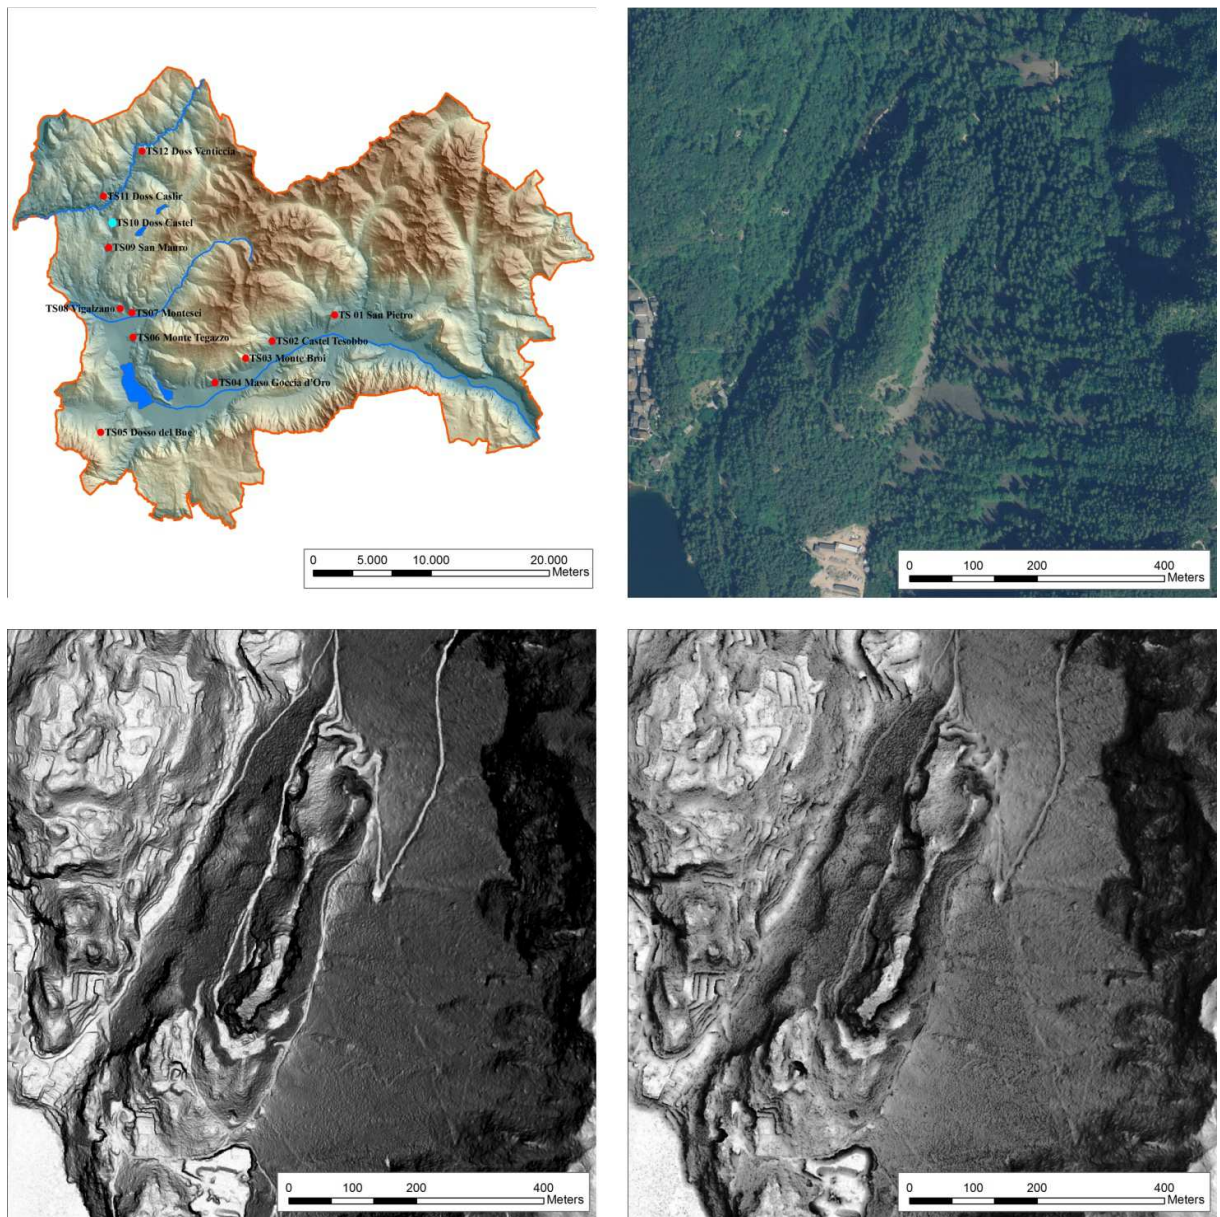 TS12 Doss Venticcia
TS11 Doss Caslir
TS10 Doss Castel
TS09 San Mauro
TS08 Vigalzano
TS07 Montesei
TS 01 San Pietro
TS06 Monte Tegazzo
TS02 Castel Tesobbo
TS03 Monte Broi
TS04 Maso Goccia d'Oro
TS05 Dosso del Bue
0 5.000 10.000 20.000
Meters
0 100 200 400
Meters
0 100 200 400
Meters
0 100 200 400
Meters